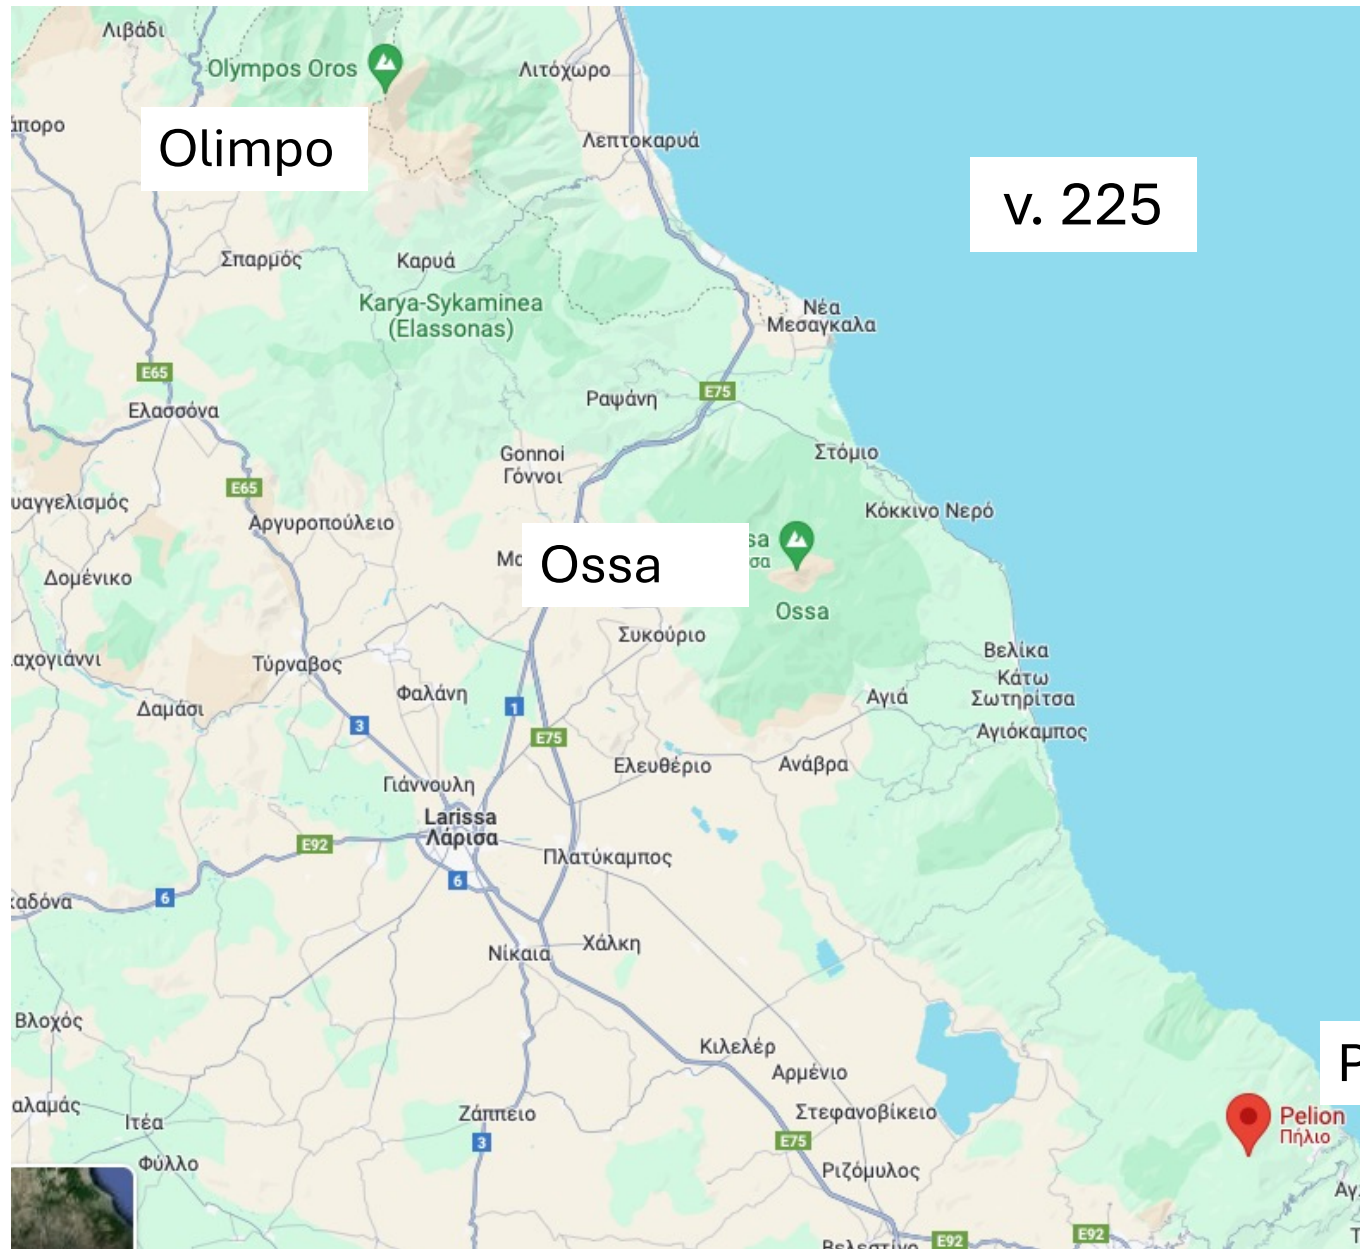 Λιβάδι
Olympos Oros
Λιτόχωρο
Olimpo
Λεπτοκαρυά
v. 225
Σπαρμός
Καρυά
Karya-Sykaminea
(Elassonas)
Νέα
Μεσαγκαλα
E65
E75
Ραψάνη
Ελασσόνα
Gonnoi
Γόννοι
Στόμιο
E65
Κόκκινο Νερό
Αργυροπούλειο
Ossa
Ossa
Δομένικο
Συκούριο
Βελίκα
Τύρναβος
Κάτω
Σωτηρίτσα
Φαλάνη
Αγιά
Δαμάσι
1
3
E75
Αγιόκαμπος
Ελευθέριο
Ανάβρα
Γιάννουλη
Larissa
Λάρισα
E92
Πλατύκαμπος
6
6
Νίκαια
Χάλκη
Βλοχός
Κιλελέρ
Αρμένιο
P
Ιτέα
Ζάππειο
Στεφανοβίκειο
Pelion
Πήλιο
3
E75
Φύλλο
Ριζόμυλος
E92
E92